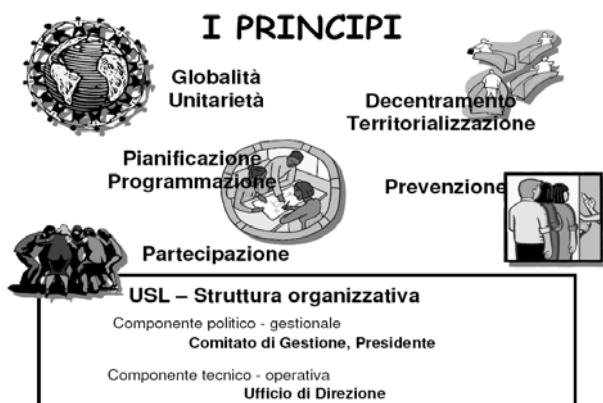 I PRINCIPI
Globalità
Unitarietà
Decentramento
Territorializzazione
Pianificazione
Programmazione
Prevenzione
Partecipazione
USL – Struttura organizzativa
Componente politico - gestionale
Comitato di Gestione, Presidente
Componente tecnico - operativa
Ufficio di Direzione